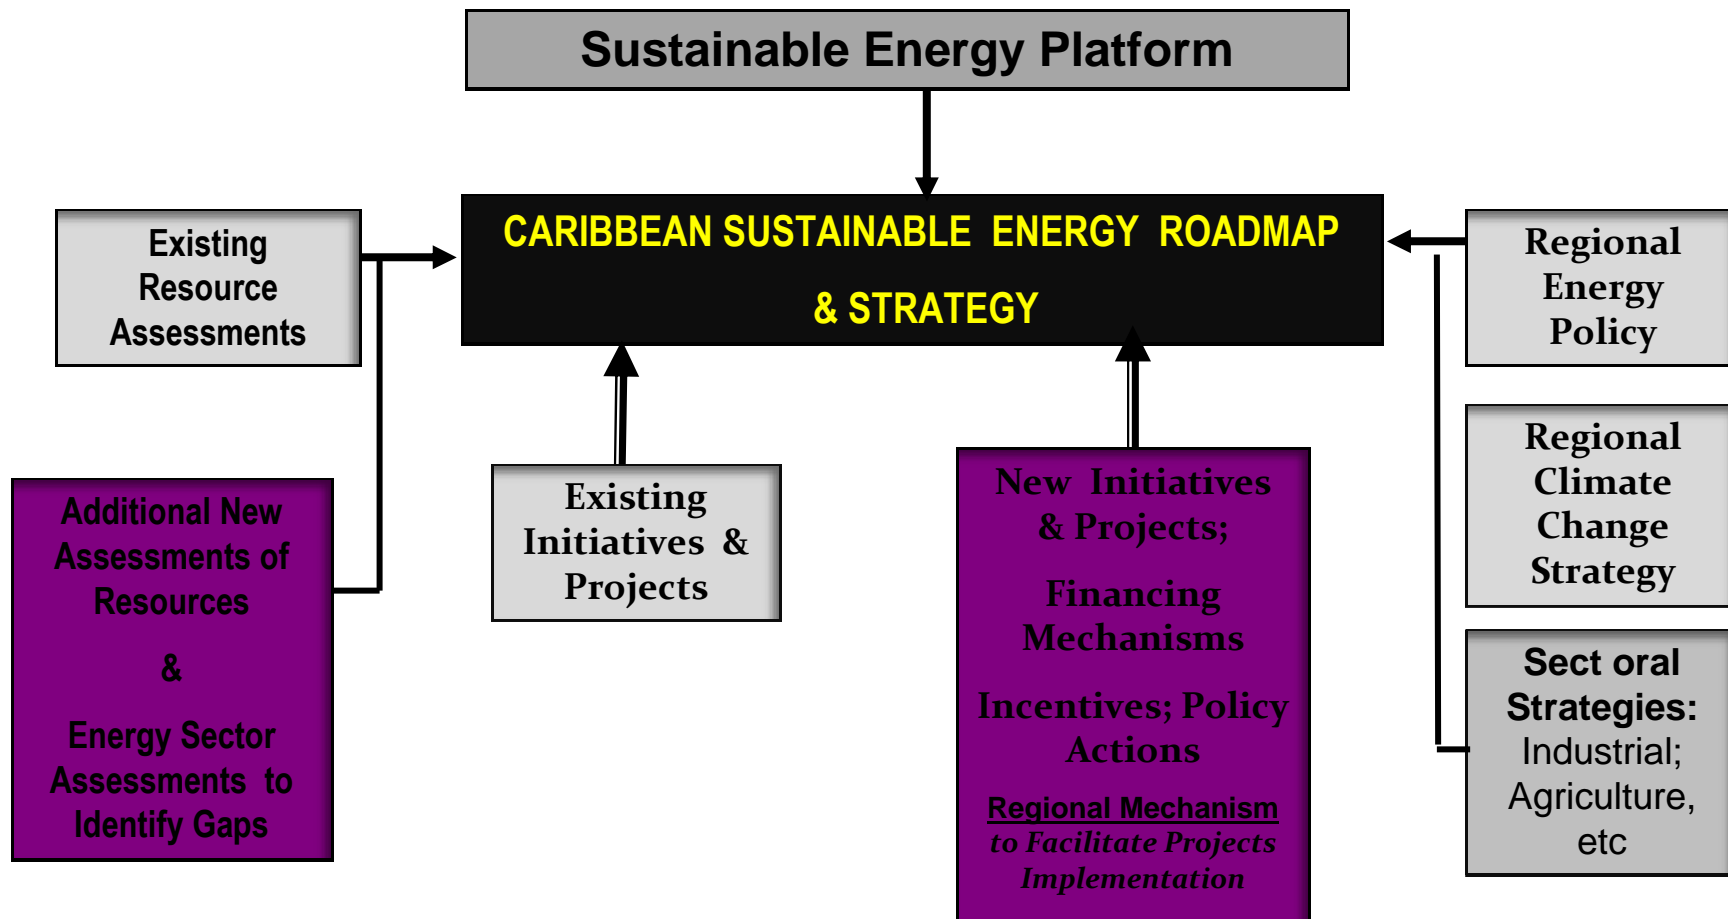 Sustainable Energy Platform
CARIBBEAN SUSTAINABLE ENERGY ROADMAP
& STRATEGY
Existing
Resource
Assessments
Additional New
Assessments of
Resources
&
Energy Sector
Assessments to
Identify Gaps
Existing
Initiatives &
Projects
New Initiatives
& Projects;
Financing
Mechanisms
Incentives; Policy
Actions
Regional Mechanism
to Facilitate Projects
Implementation
Regional
Energy
Policy
Regional
Climate
Change
Strategy
Sect oral
Strategies:
Industrial;
Agriculture,
etc